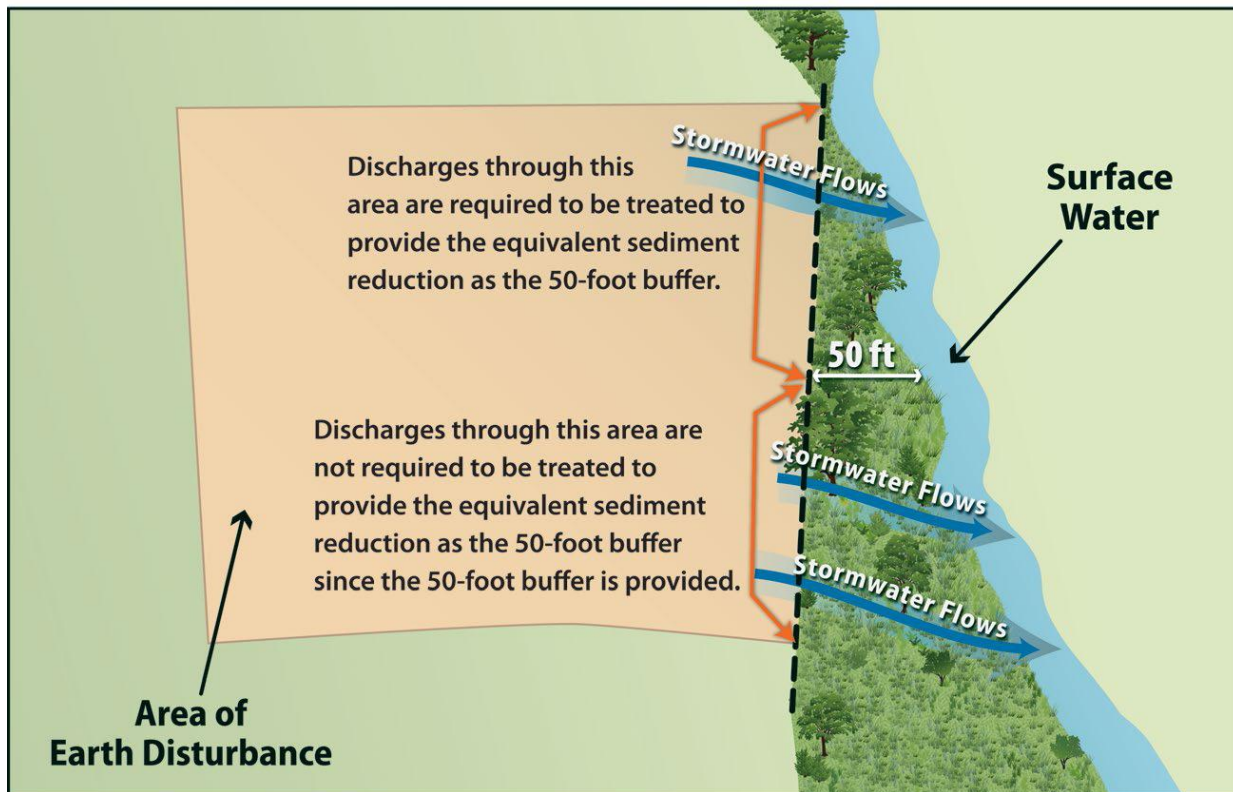 Stormwater Flows
Discharges through this
area are required to be treated to
provide the equivalent sediment
reduction as the 50-foot buffer.
Surface
Water
50 ft
Discharges through this area are
not required to be treated to
provide the equivalent sediment
reduction as the 50-foot buffer
since the 50-foot buffer is provided.
Stormwater Flows
Stormwater Flows
Area of
Earth Disturbance